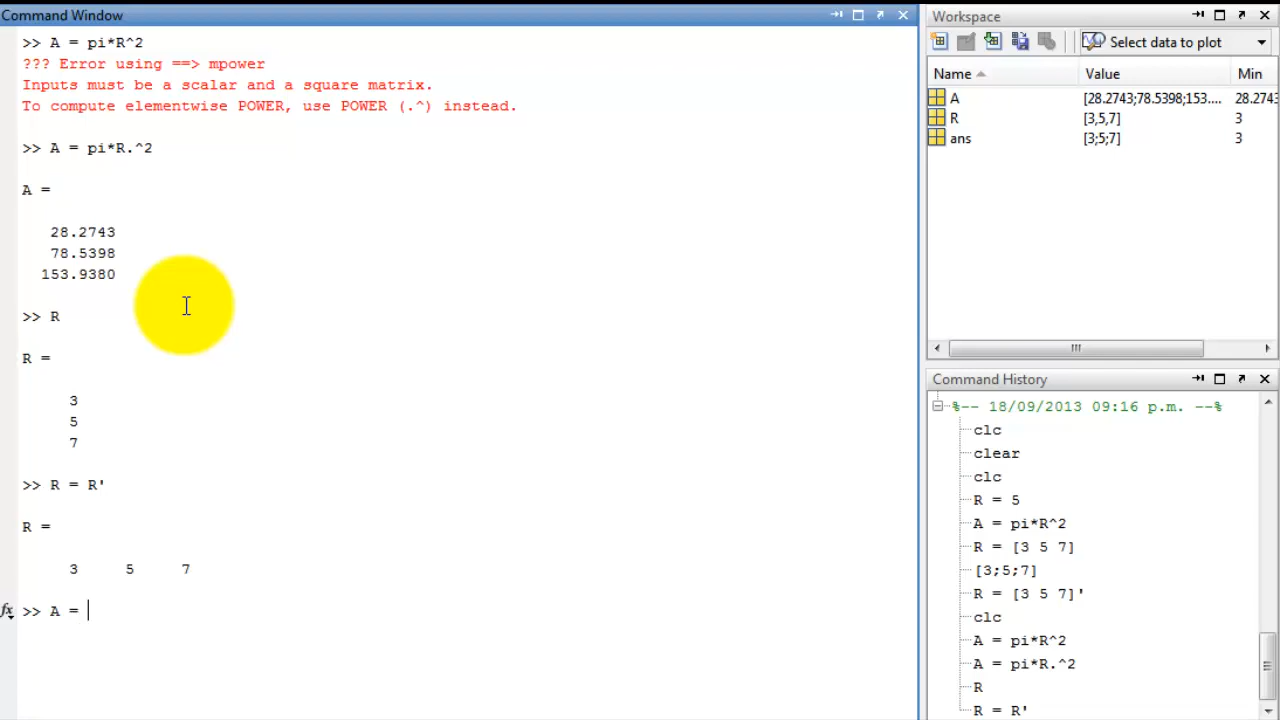 Command Window
>> A = pi*R^2
??? Error using ==> mpower
Inputs must be a scalar and a square matrix.
To compute elementwise POWER, use POWER (.^) instead.
>> A = pi*R.^2
A =
28.2743
78.5398
153.9380
>> R
R =
3
5
7
>> R = R'
R =
3 5 7
fx >> A =
Workspace
Select data to plot
Name Value Min
A [28.2743;78.5398;153.... 28.2743
R [3,5,7] 3
ans [3;5;7] 3
Command History
%-- 18/09/2013 09:16 p.m. --%
clc
clear
clc
R = 5
A = pi*R^2
R = [3 5 7]
[3;5;7]
R = [3 5 7]'
clc
A = pi*R^2
A = pi*R.^2
R
R = R'